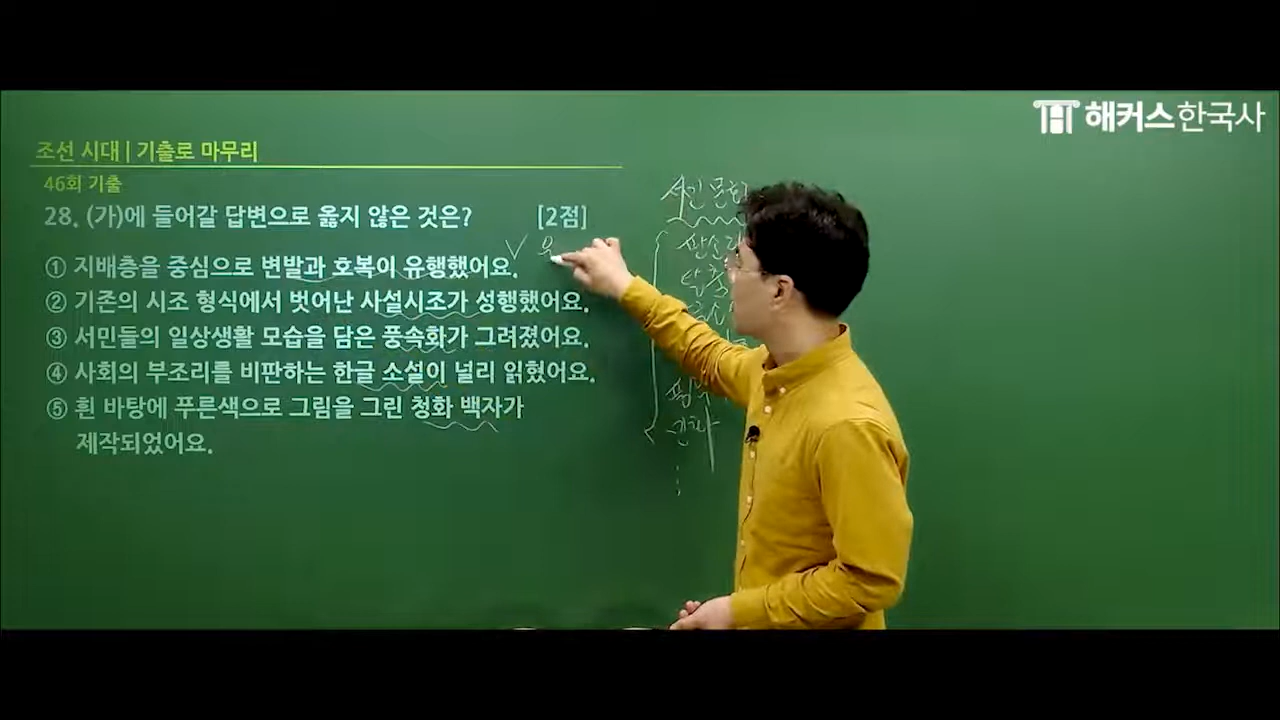 해커스한국사
조선 시대 | 기출로 마무리
46회 기출
28. (가)에 들어갈 답변으로 옳지 않은 것은? [2점]
① 지배층을 중심으로 변발과 호복이 유행했어요.
② 기존의 시조 형식에서 벗어난 사설시조가 성행했어요.
③ 서민들의 일상생활 모습을 담은 풍속화가 그려졌어요.
④ 사회의 부조리를 비판하는 한글 소설이 널리 읽혔어요.
⑤ 흰 바탕에 푸른색으로 그림을 그린 청화 백자가
제작되었어요.
서민 문화